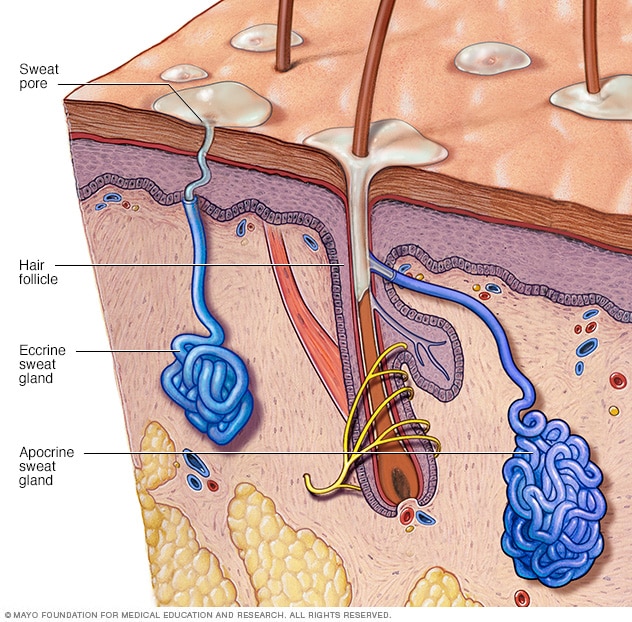 Sweat
pore
Hair
follicle
Eccrine
sweat
gland
Apocrine
sweat
gland
© MAYO FOUNDATION FOR MEDICAL EDUCATION AND RESEARCH. ALL RIGHTS RESERVED.